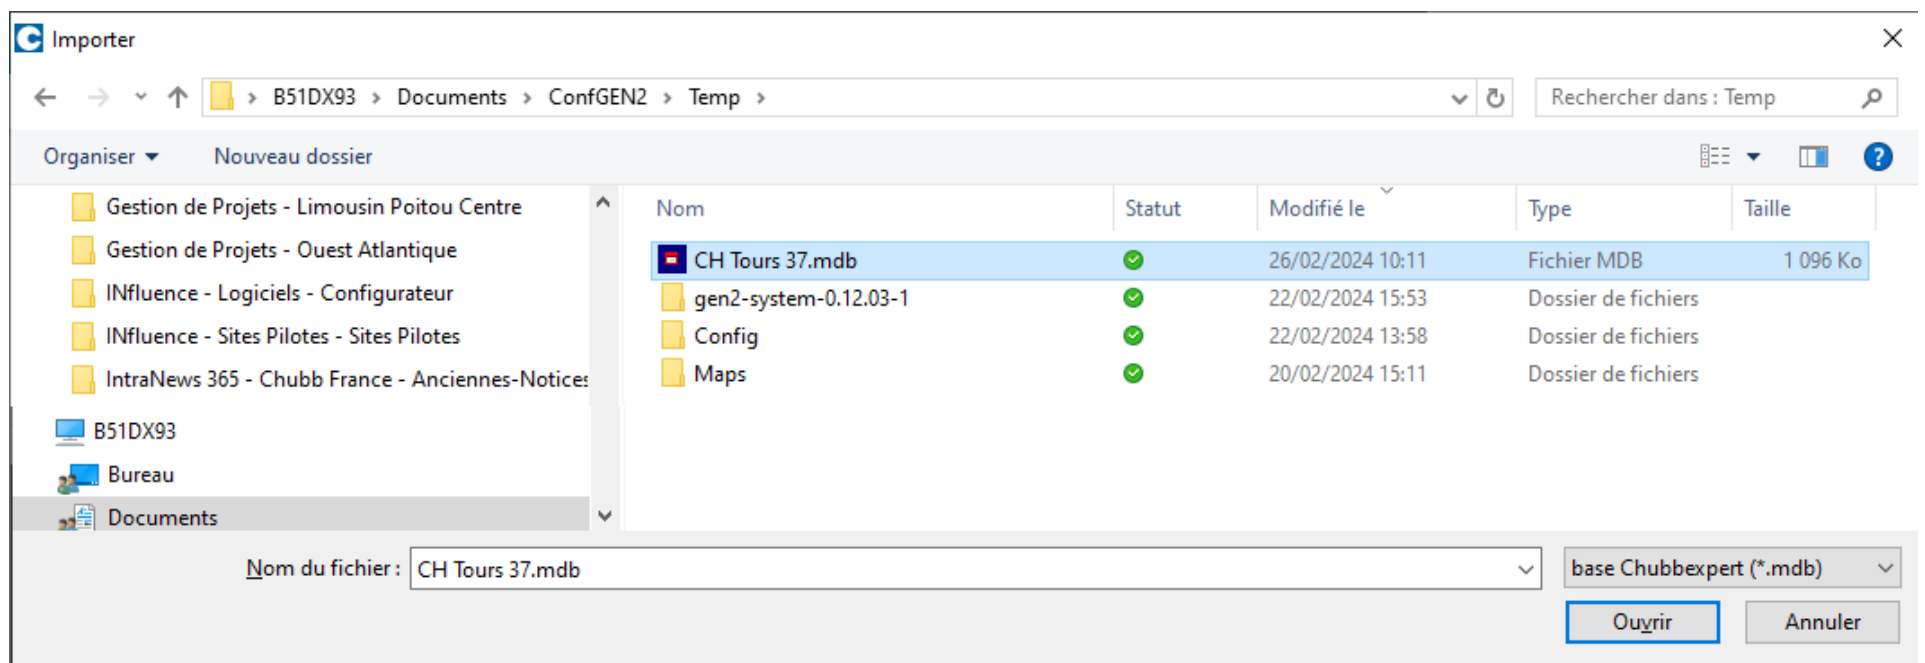 Importer
B51DX93 > Documents > ConfGEN2 > Temp >
Rechercher dans : Temp
Organiser
Nouveau dossier
Gestion de Projets - Limousin Poitou Centre
Gestion de Projets - Ouest Atlantique
INfluence - Logiciels - Configurateur
INfluence - Sites Pilotes - Sites Pilotes
IntraNews 365 - Chubb France - Anciennes-Notices
B51DX93
Bureau
Documents
Nom Statut Modifié le Type Taille
CH Tours 37.mdb 26/02/2024 10:11 Fichier MDB 1 096 Ko
gen2-system-0.12.03-1 22/02/2024 15:53 Dossier de fichiers
Config 22/02/2024 13:58 Dossier de fichiers
Maps 20/02/2024 15:11 Dossier de fichiers
Nom du fichier : CH Tours 37.mdb
base Chubbexpert (*.mdb)
Ouvrir Annuler